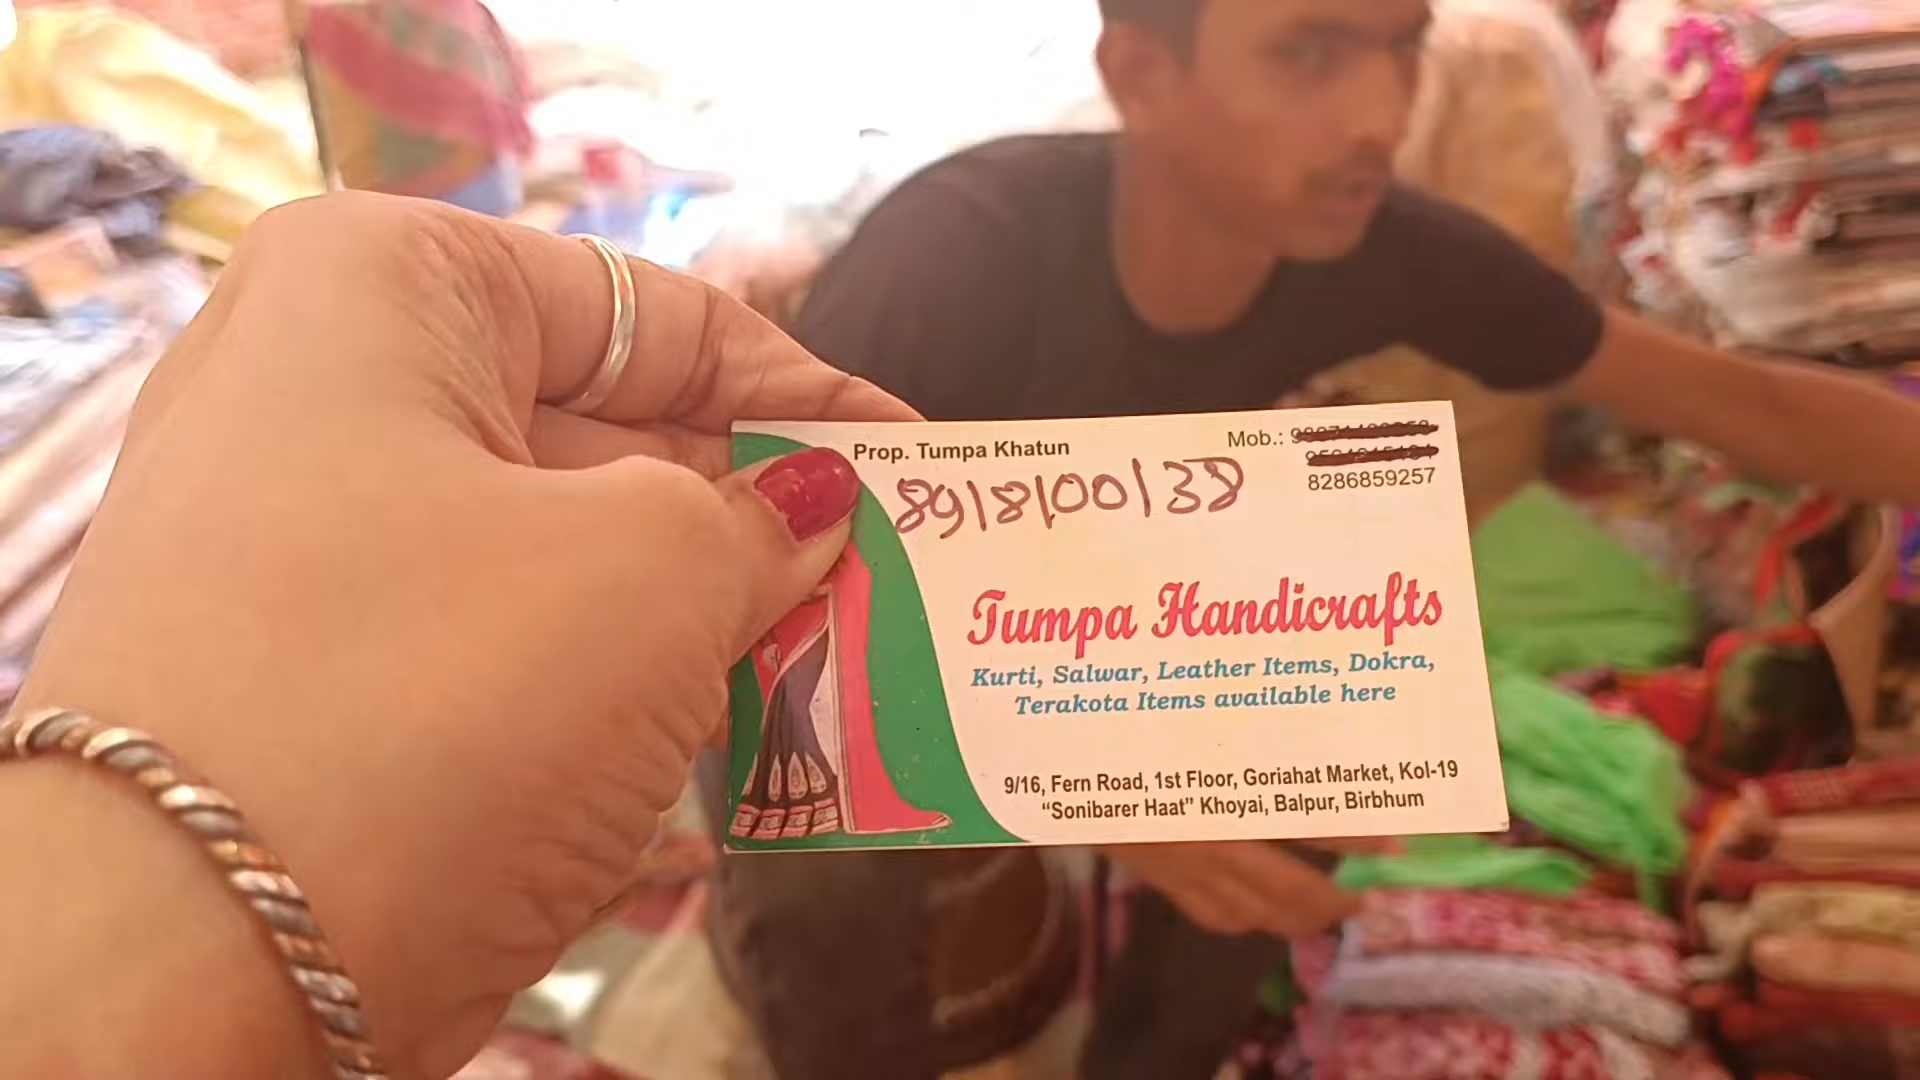 Prop. Tumpa Khatun
Mob.:
8286859257
8918100138
Tumpa Handicrafts
Kurti, Salwar, Leather Items, Dokra,
Terakota Items available here
9/16, Fern Road, 1st Floor, Goriahat Market, Kol-19
“Sonibarer Haat” Khoyai, Balpur, Birbhum